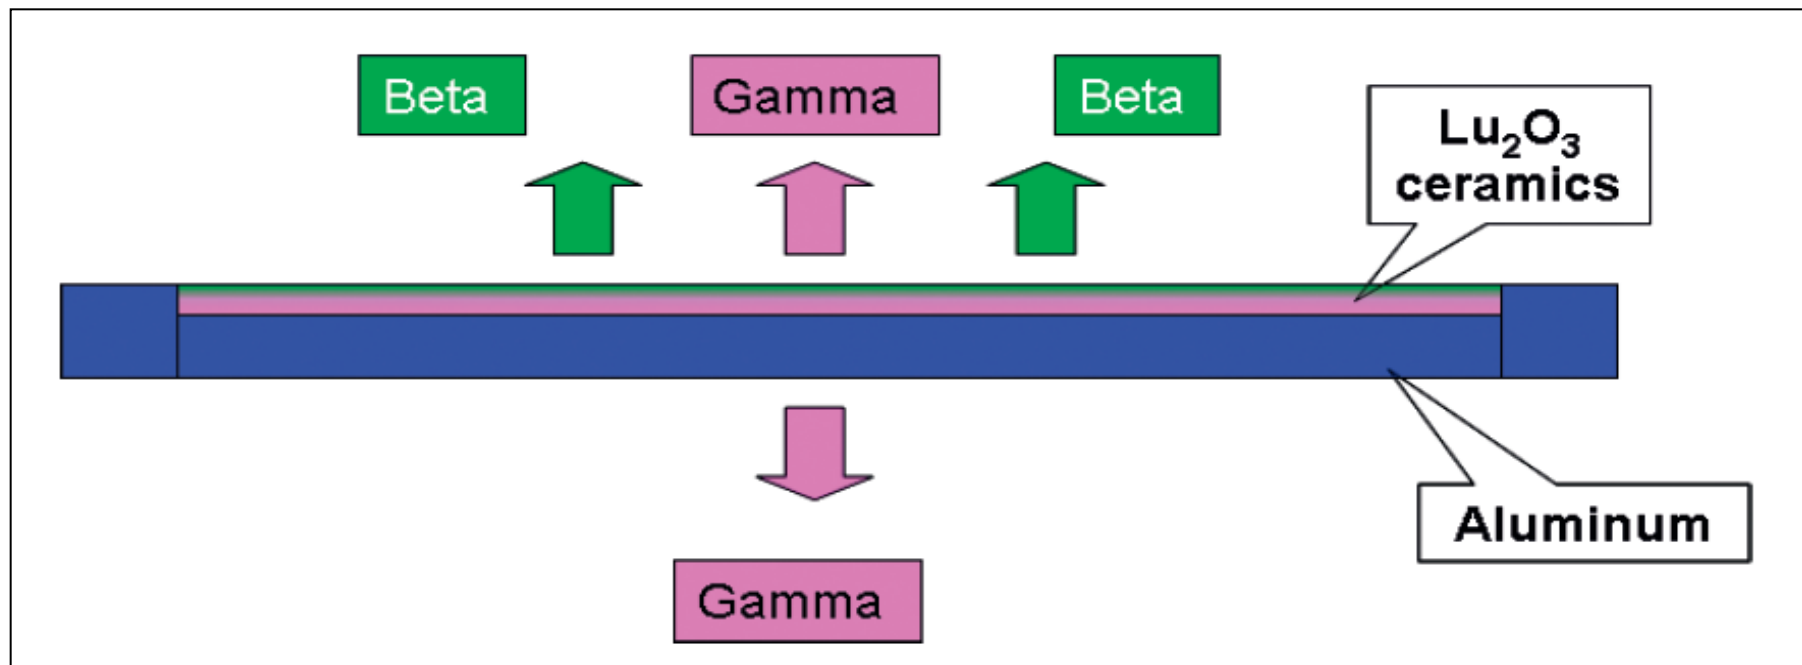 Beta
Gamma
Beta
Lu₂O₃
ceramics
Aluminum
Gamma